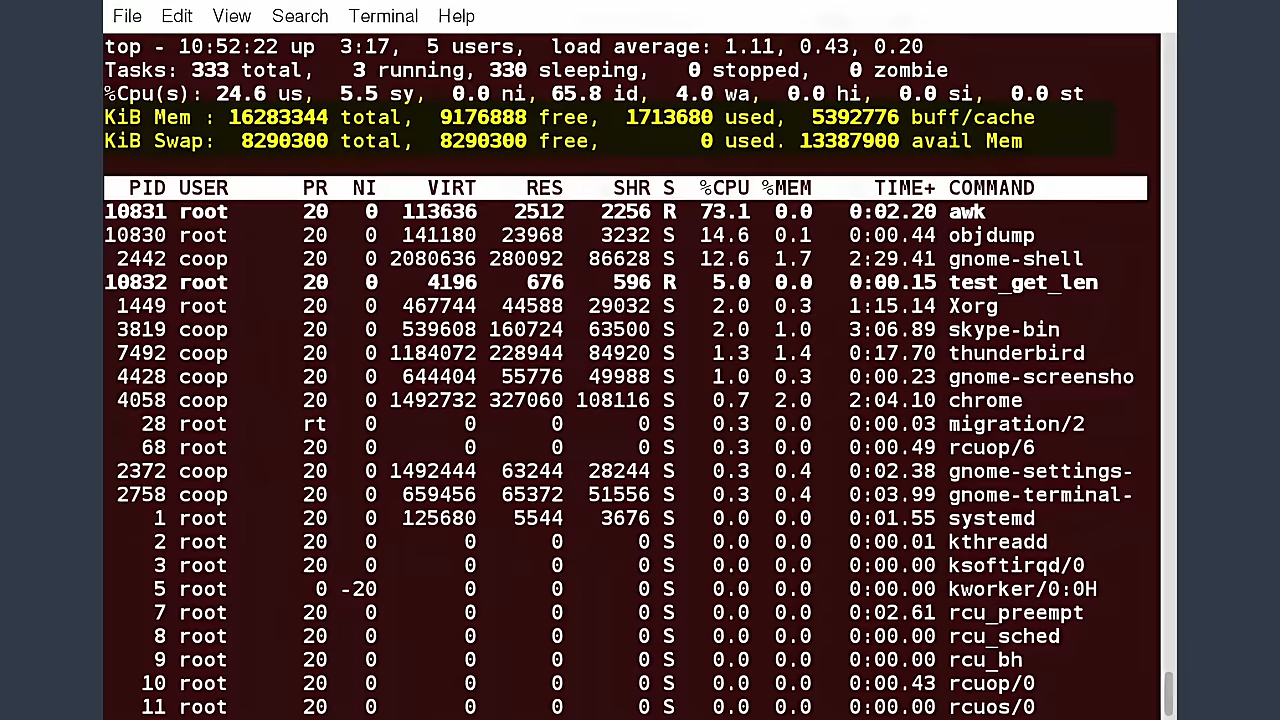 File Edit View Search Terminal Help
top - 10:52:22 up  3:17,  5 users,  load average: 1.11, 0.43, 0.20
Tasks: 333 total,   3 running, 330 sleeping,   0 stopped,   0 zombie
%Cpu(s): 24.6 us,  5.5 sy,  0.0 ni, 65.8 id,  4.0 wa,  0.0 hi,  0.0 si,  0.0 st
KiB Mem : 16283344 total,  9176888 free,  1713680 used,  5392776 buff/cache
KiB Swap:  8290300 total,  8290300 free,        0 used. 13387900 avail Mem
PID USER      PR  NI    VIRT    RES    SHR S  %CPU %MEM     TIME+ COMMAND
10831 root      20   0  113636   2512   2256 R  73.1  0.0   0:02.20 awk
10830 root      20   0  141180  23968   3232 S  14.6  0.1   0:00.44 objdump
2442 coop      20   0 2080636 280092  86628 S  12.6  1.7   2:29.41 gnome-shell
10832 root      20   0    4196    676    596 R   5.0  0.0   0:00.15 test_get_len
1449 root      20   0  467744  44588  29032 S   2.0  0.3   1:15.14 Xorg
3819 coop      20   0  539608 160724  63500 S   2.0  1.0   3:06.89 skype-bin
7492 coop      20   0 1184072 228944  84920 S   1.3  1.4   0:17.70 thunderbird
4428 coop      20   0  644404  55776  49988 S   1.0  0.3   0:00.23 gnome-screensho
4058 coop      20   0 1492732 327060 108116 S   0.7  2.0   2:04.10 chrome
28 root      rt   0       0      0      0 S   0.3  0.0   0:00.03 migration/2
68 root      20   0       0      0      0 S   0.3  0.0   0:00.49 rcuop/6
2372 coop      20   0 1492444  63244  28244 S   0.3  0.4   0:02.38 gnome-settings-
2758 coop      20   0  659456  65372  51556 S   0.3  0.4   0:03.99 gnome-terminal-
1 root      20   0  125680   5544   3676 S   0.0  0.0   0:01.55 systemd
2 root      20   0       0      0      0 S   0.0  0.0   0:00.01 kthreadd
3 root      20   0       0      0      0 S   0.0  0.0   0:00.00 ksoftirqd/0
5 root       0 -20       0      0      0 S   0.0  0.0   0:00.00 kworker/0:0H
7 root      20   0       0      0      0 S   0.0  0.0   0:02.61 rcu_preempt
8 root      20   0       0      0      0 S   0.0  0.0   0:00.00 rcu_sched
9 root      20   0       0      0      0 S   0.0  0.0   0:00.00 rcu_bh
10 root      20   0       0      0      0 S   0.0  0.0   0:00.43 rcuop/0
11 root      20   0       0      0      0 S   0.0  0.0   0:00.00 rcuos/0